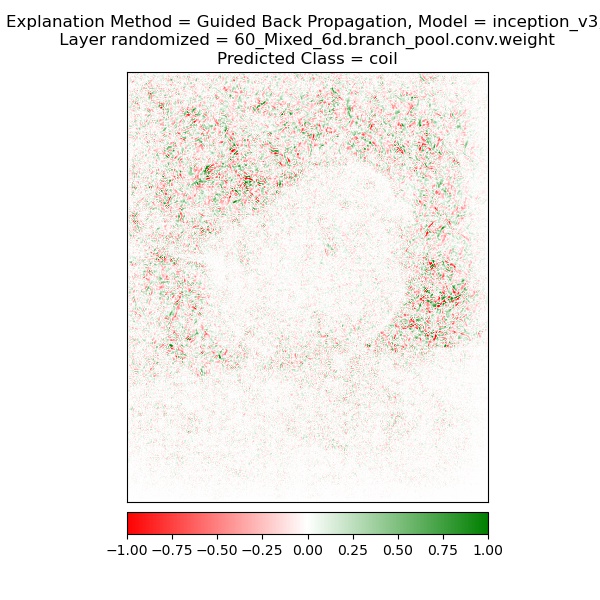 Explanation Method = Guided Back Propagation, Model = inception_v3
Layer randomized = 60_Mixed_6d.branch_pool.conv.weight
Predicted Class = coil
−1.00 −0.75 −0.50 −0.25 0.00 0.25 0.50 0.75 1.00